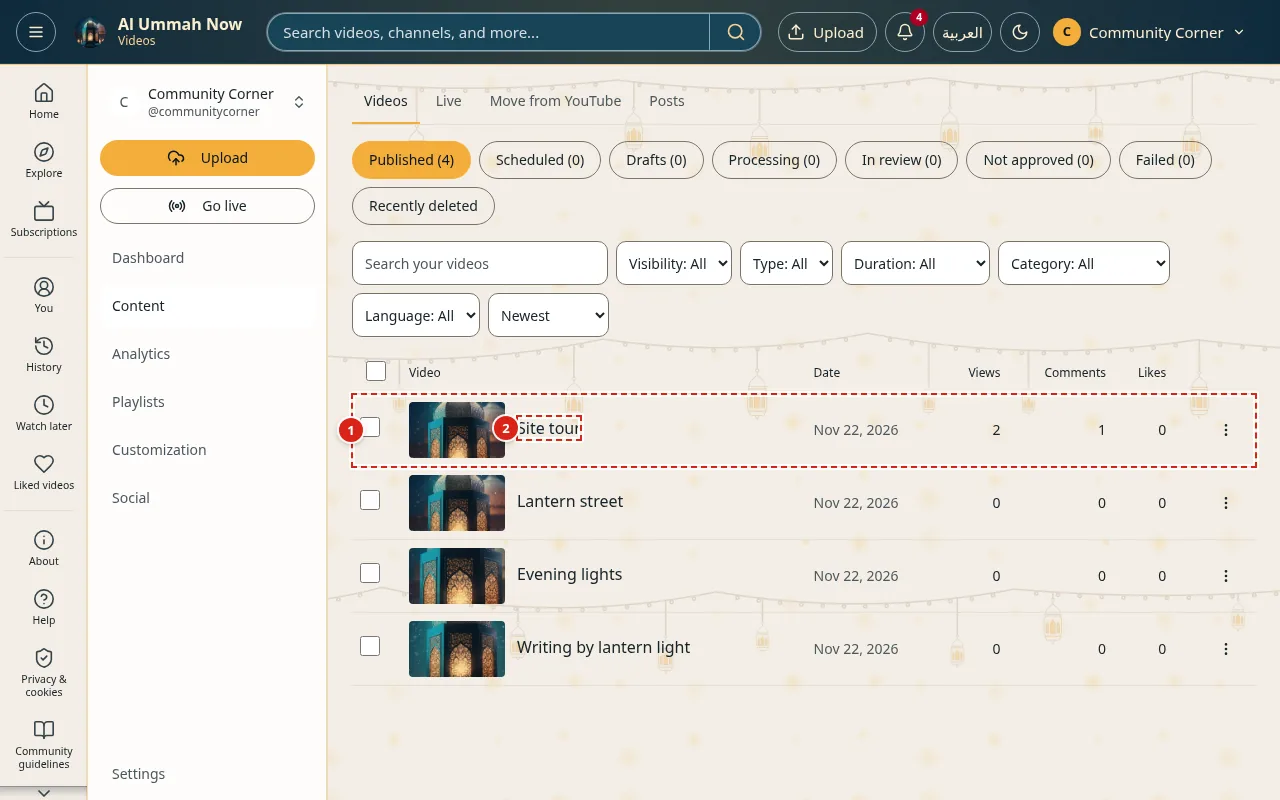 Al Ummah Now
Videos
Search videos, channels, and more...
Upload
4
العربية
C
Community Corner
Home
Explore
Subscriptions
You
History
Watch later
Liked videos
About
Help
Privacy &
cookies
Community
guidelines
C
Community Corner
@communitycorner
Upload
Go live
Dashboard
Content
Analytics
Playlists
Customization
Social
Settings
Videos
Live
Move from YouTube
Posts
Published (4)
Scheduled (0)
Drafts (0)
Processing (0)
In review (0)
Not approved (0)
Failed (0)
Recently deleted
Search your videos
Visibility: All
Type: All
Duration: All
Category: All
Language: All
Newest
Video Date Views Comments Likes
1 2 Site tour Nov 22, 2026 2 1 0
Lantern street Nov 22, 2026 0 0 0
Evening lights Nov 22, 2026 0 0 0
Writing by lantern light Nov 22, 2026 0 0 0